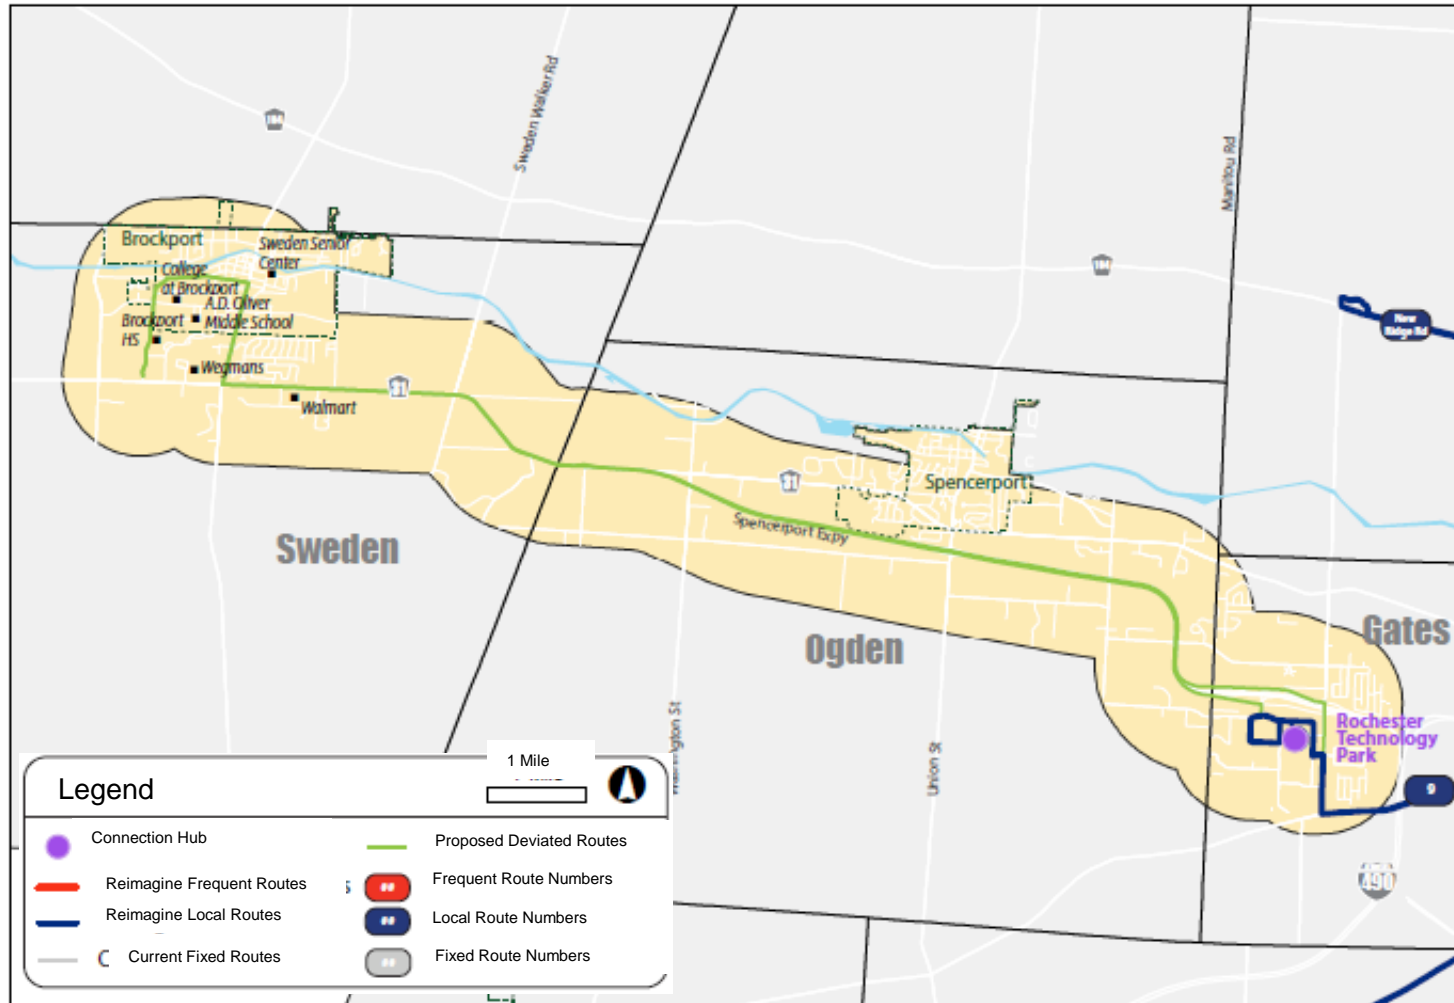 Sweden Walker Rd
104
Manitou Rd
Brockport
Sweden Senior
Center
College
at Brockport
A.D. Oliver
Middle School
Brockport
HS
Wegmans
Walmart
31
104
New
Ridge Rd
31
Spencerport
Spencerport Expy
Sweden
Ogden
Gates
Rochester
Technology
Park
Union St
9
490
1 Mile
Legend
Connection Hub
Proposed Deviated Routes
Reimagine Frequent Routes
s
## Frequent Route Numbers
Reimagine Local Routes
## Local Route Numbers
C Current Fixed Routes
## Fixed Route Numbers